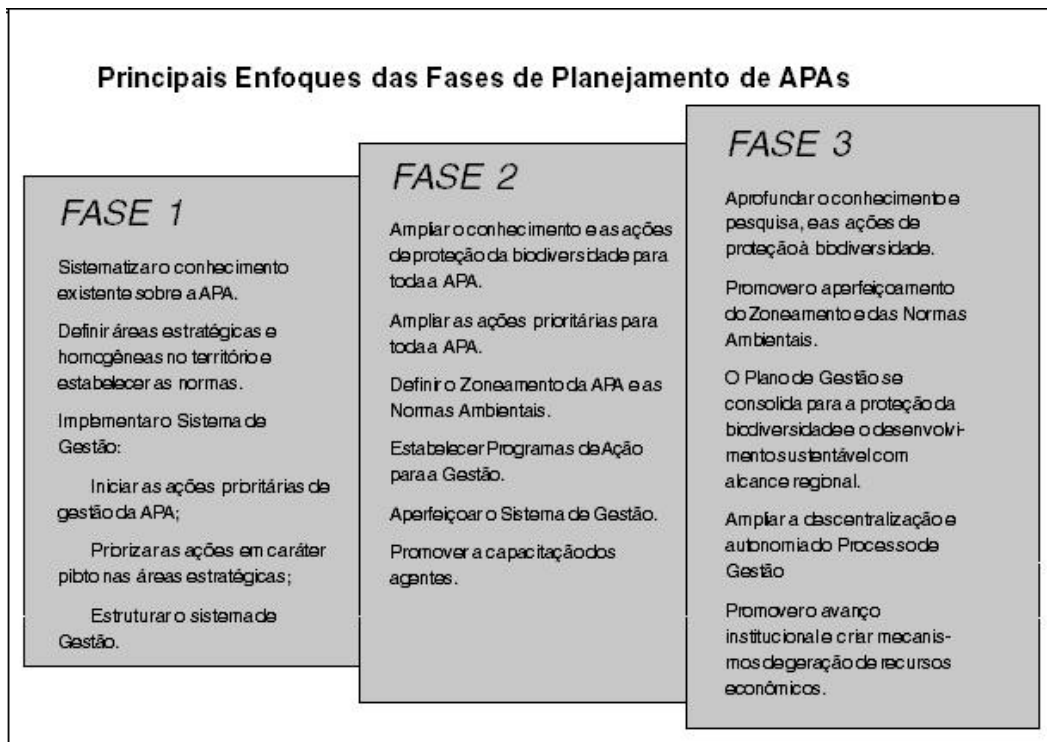 Principais Enfoques das Fases de Planejamento de APAs
FASE 1
Sistematizar o conhecimento
existente sobre a APA.
Definir áreas estratégicas e
homogêneas no território e
estabelecer as normas.
Implementar o Sistema de
Gestão:
Iniciar as ações prioritárias de
gestão da APA;
Priorizar as ações em caráter
piloto nas áreas estratégicas;
Estruturar o sistema de
Gestão.
FASE 2
Ampliar o conhecimento e as ações
de proteção da biodiversidade para
toda a APA.
Ampliar as ações prioritárias para
toda a APA.
Definir o Zoneamento da APA e as
Normas Ambientais.
Estabelecer Programas de Ação
para a Gestão.
Aperfeiçoar o Sistema de Gestão.
Promover a capacitação dos
agentes.
FASE 3
Aprofundar o conhecimento e
pesquisa, e as ações de
proteção à biodiversidade.
Promover o aperfeiçoamento
do Zoneamento e das Normas
Ambientais.
O Plano de Gestão se
consolida para a proteção da
biodiversidade e o desenvolvi-
mento sustentável com
alcance regional.
Ampliar a descentralização e
autonomia do Processo de
Gestão
Promover o avanço
institucional e criar mecanis-
mos de geração de recursos
econômicos.